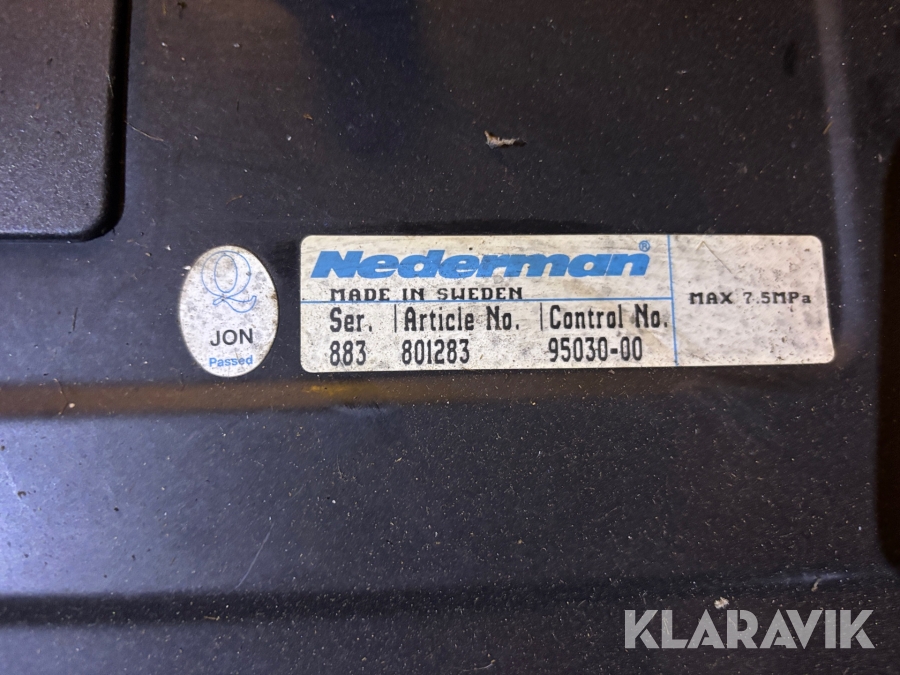 Q
JON
Passed
Nederman®
MADE IN SWEDEN
Ser. Article No. Control No.
883 801283 95030-00
MAX 7.5MPa
KLARAVIK